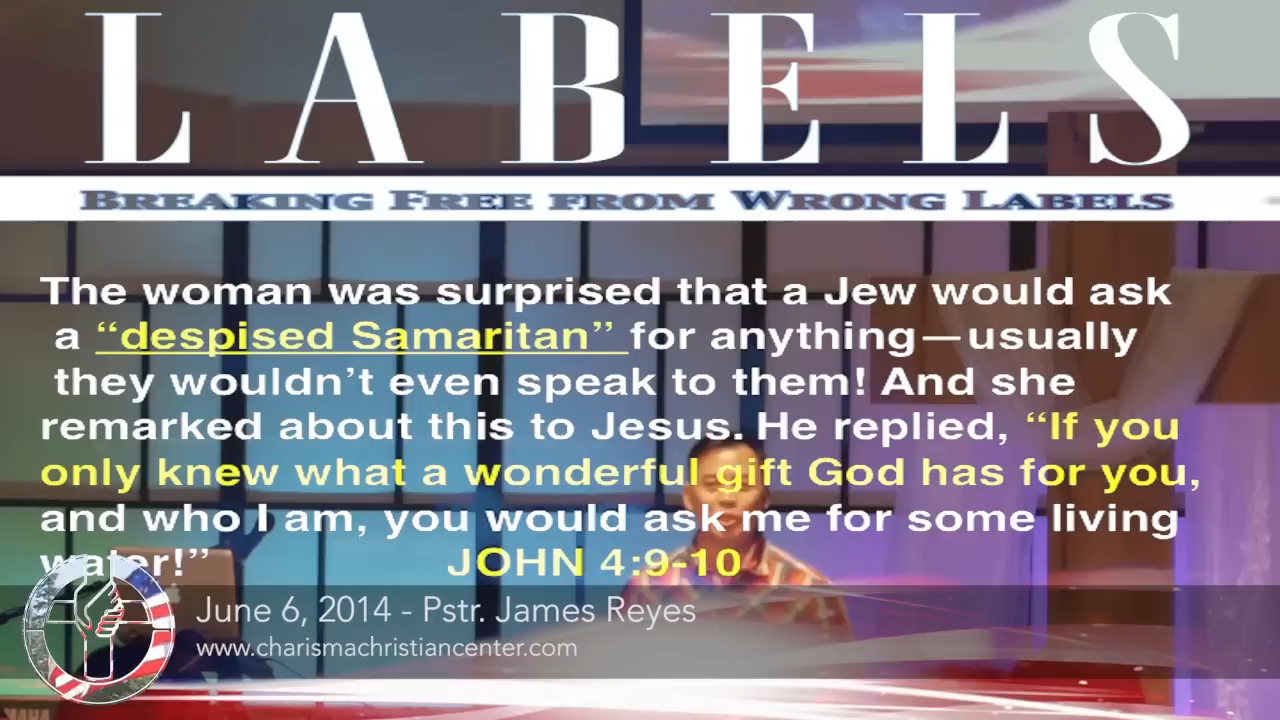 LABELS
BREAKING FREE FROM WRONG LABELS
The woman was surprised that a Jew would ask
a “despised Samaritan” for anything—usually
they wouldn’t even speak to them! And she
remarked about this to Jesus. He replied, “If you
only knew what a wonderful gift God has for you,
and who I am, you would ask me for some living
water!” JOHN 4:9-10
June 6, 2014 - Pstr. James Reyes
www.charismachristiancenter.com
YAMAHA